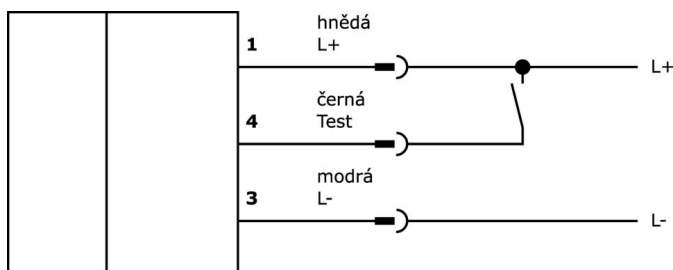 hnědá
1 L+
L+
černá
4 Test
modrá
3 L-
L-